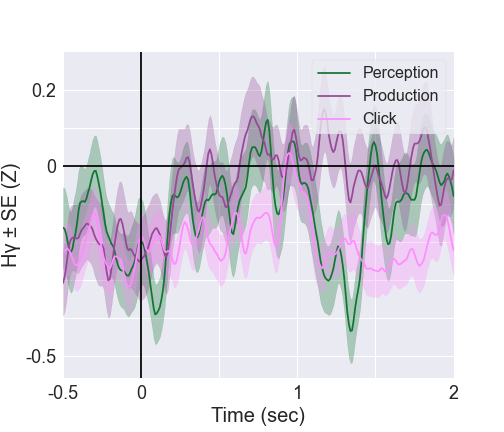 Perception
Production
Click
0.2
0
-0.5
Hγ ± SE (Z)
-0.5
0
1
2
Time (sec)